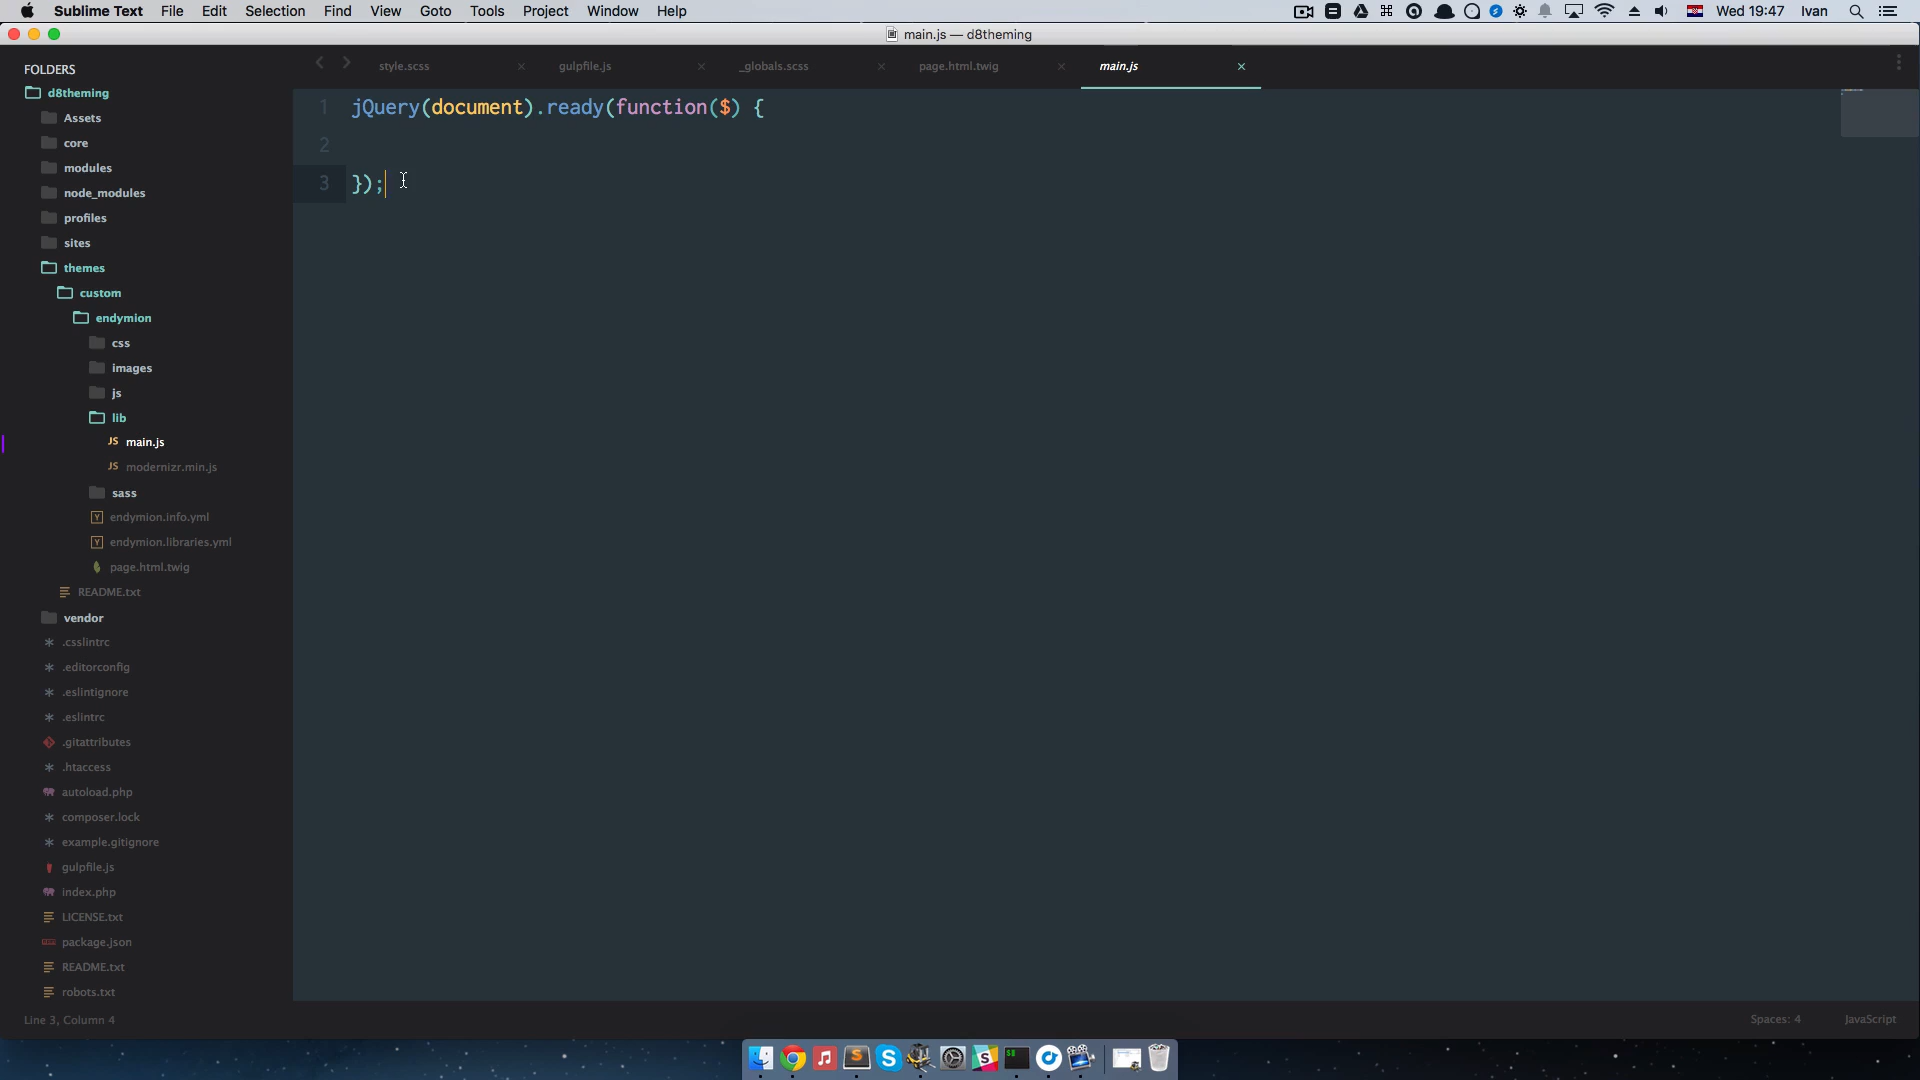 Sublime Text File Edit Selection Find View Goto Tools Project Window Help Wed 19:47 Ivan
main.js — d8theming
FOLDERS
d8theming
Assets
core
modules
node_modules
profiles
sites
themes
custom
endymion
css
images
js
lib
JS main.js
JS modernizr.min.js
sass
Y endymion.info.yml
Y endymion.libraries.yml
page.html.twig
README.txt
vendor
.csslintrc
.editorconfig
.eslintignore
.eslintrc
.gitattributes
.htaccess
autoload.php
composer.lock
example.gitignore
gulpfile.js
index.php
LICENSE.txt
package.json
README.txt
robots.txt
style.scss gulpfile.js _globals.scss page.html.twig main.js
1 jQuery(document).ready(function($) {
2
3 });
Line 3, Column 4 Spaces: 4 JavaScript